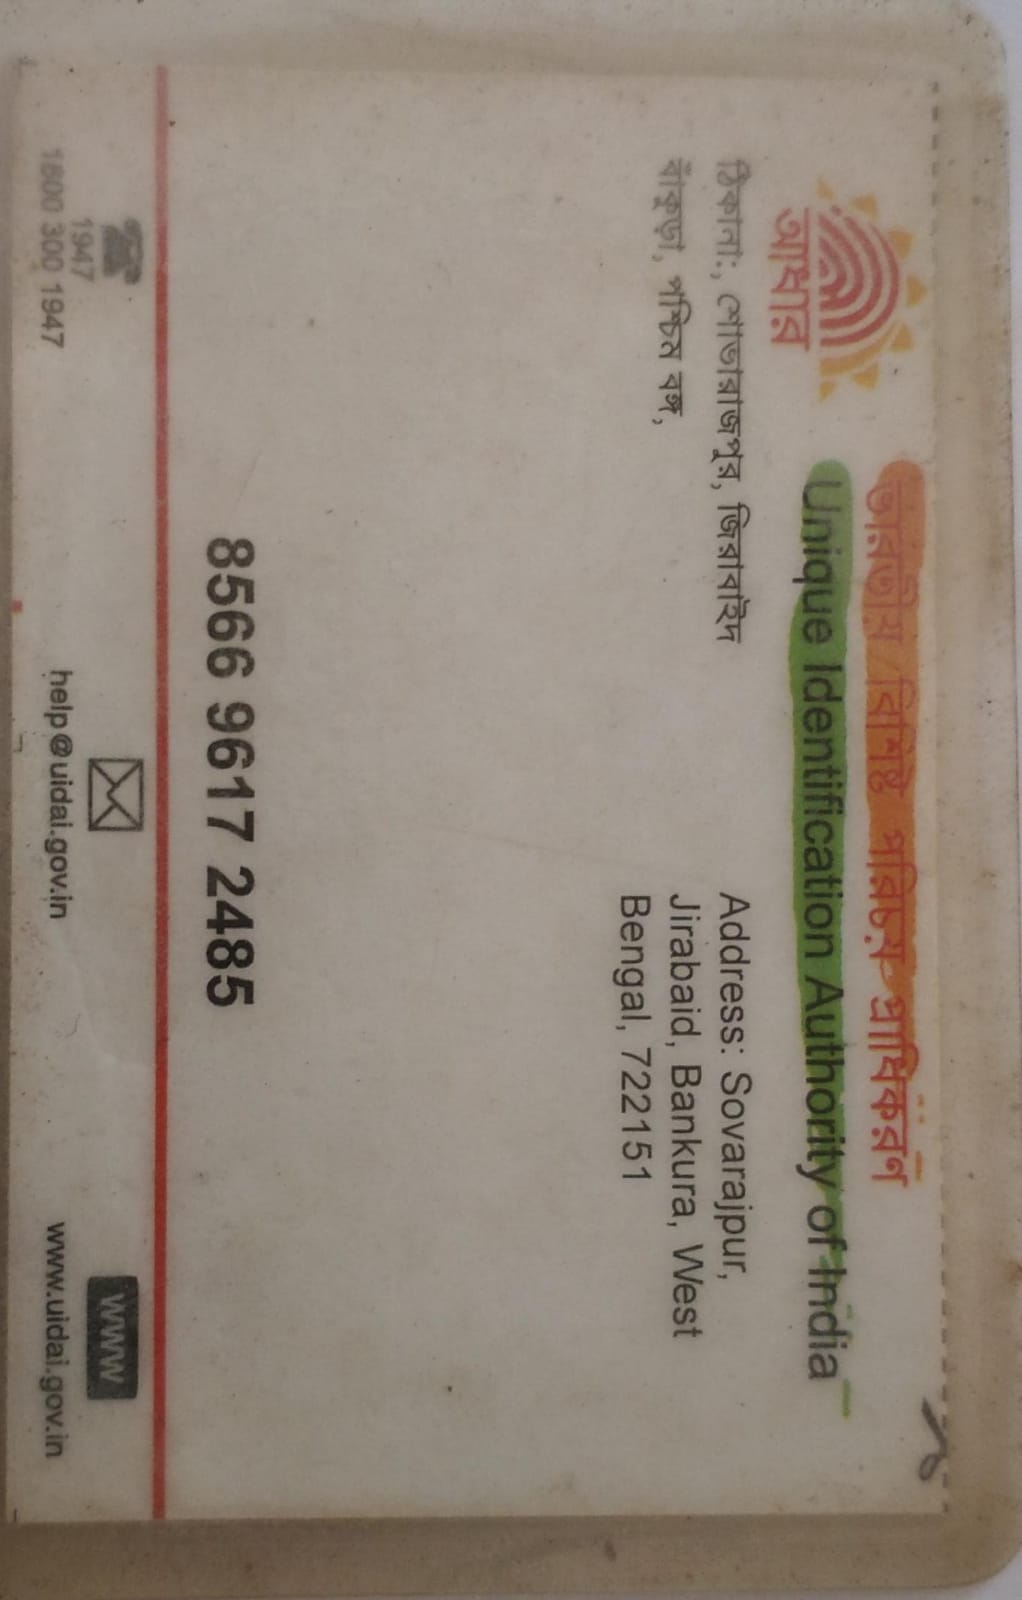 ভারতীয় বিশিষ্ট পরিচয় প্রাধিকরণ
Unique Identification Authority of India
আধার
ঠিকানা:, শোভারাজপুর, জিরাবাইদ
বাঁকুড়া, পশ্চিম বঙ্গ,
Address: Sovarajpur,
Jirabaid, Bankura, West
Bengal, 722151
8566 9617 2485
1947
1800 300 1947
help@uidai.gov.in
WWW
www.uidai.gov.in